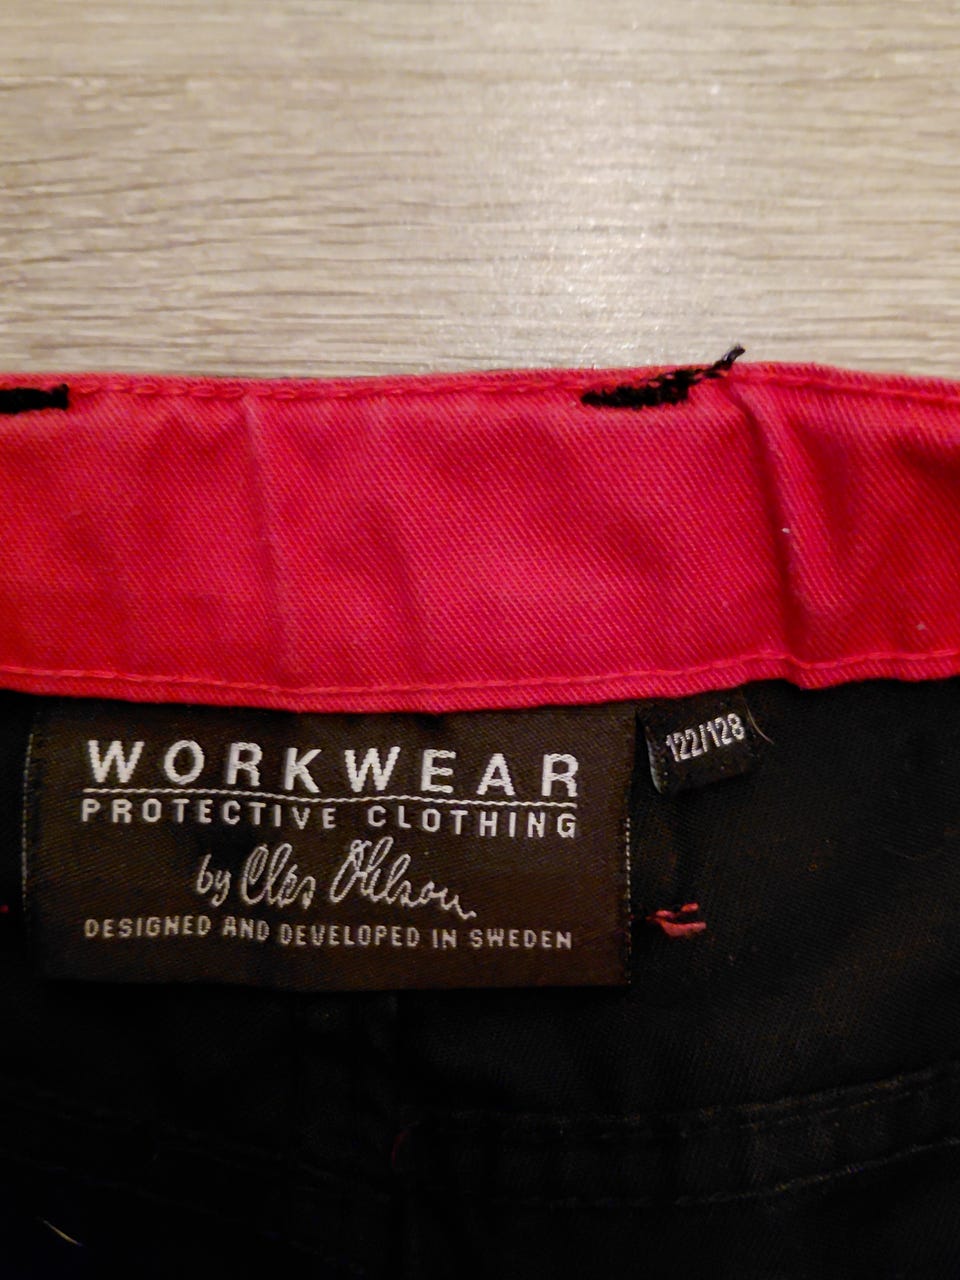 WORKWEAR
PROTECTIVE CLOTHING
by Clas Ohlson
DESIGNED AND DEVELOPED IN SWEDEN
122/128